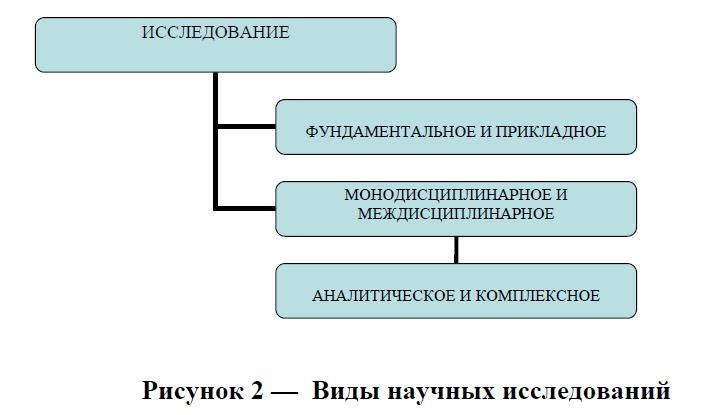 ИССЛЕДОВАНИЕ
ФУНДАМЕНТАЛЬНОЕ И ПРИКЛАДНОЕ
МОНОДИСЦИПЛИНАРНОЕ И
МЕЖДИСЦИПЛИНАРНОЕ
АНАЛИТИЧЕСКОЕ И КОМПЛЕКСНОЕ
Рисунок 2 — Виды научных исследований